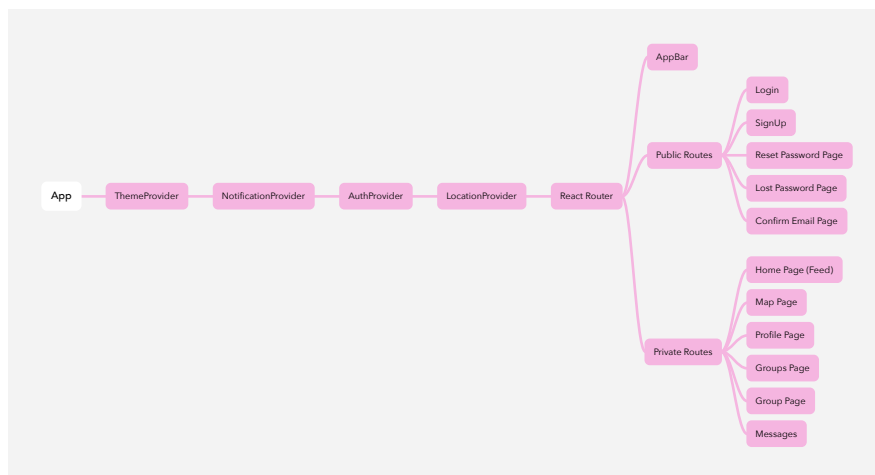 App
ThemeProvider
NotificationProvider
AuthProvider
LocationProvider
React Router
AppBar
Public Routes
Login
SignUp
Reset Password Page
Lost Password Page
Confirm Email Page
Private Routes
Home Page (Feed)
Map Page
Profile Page
Groups Page
Group Page
Messages